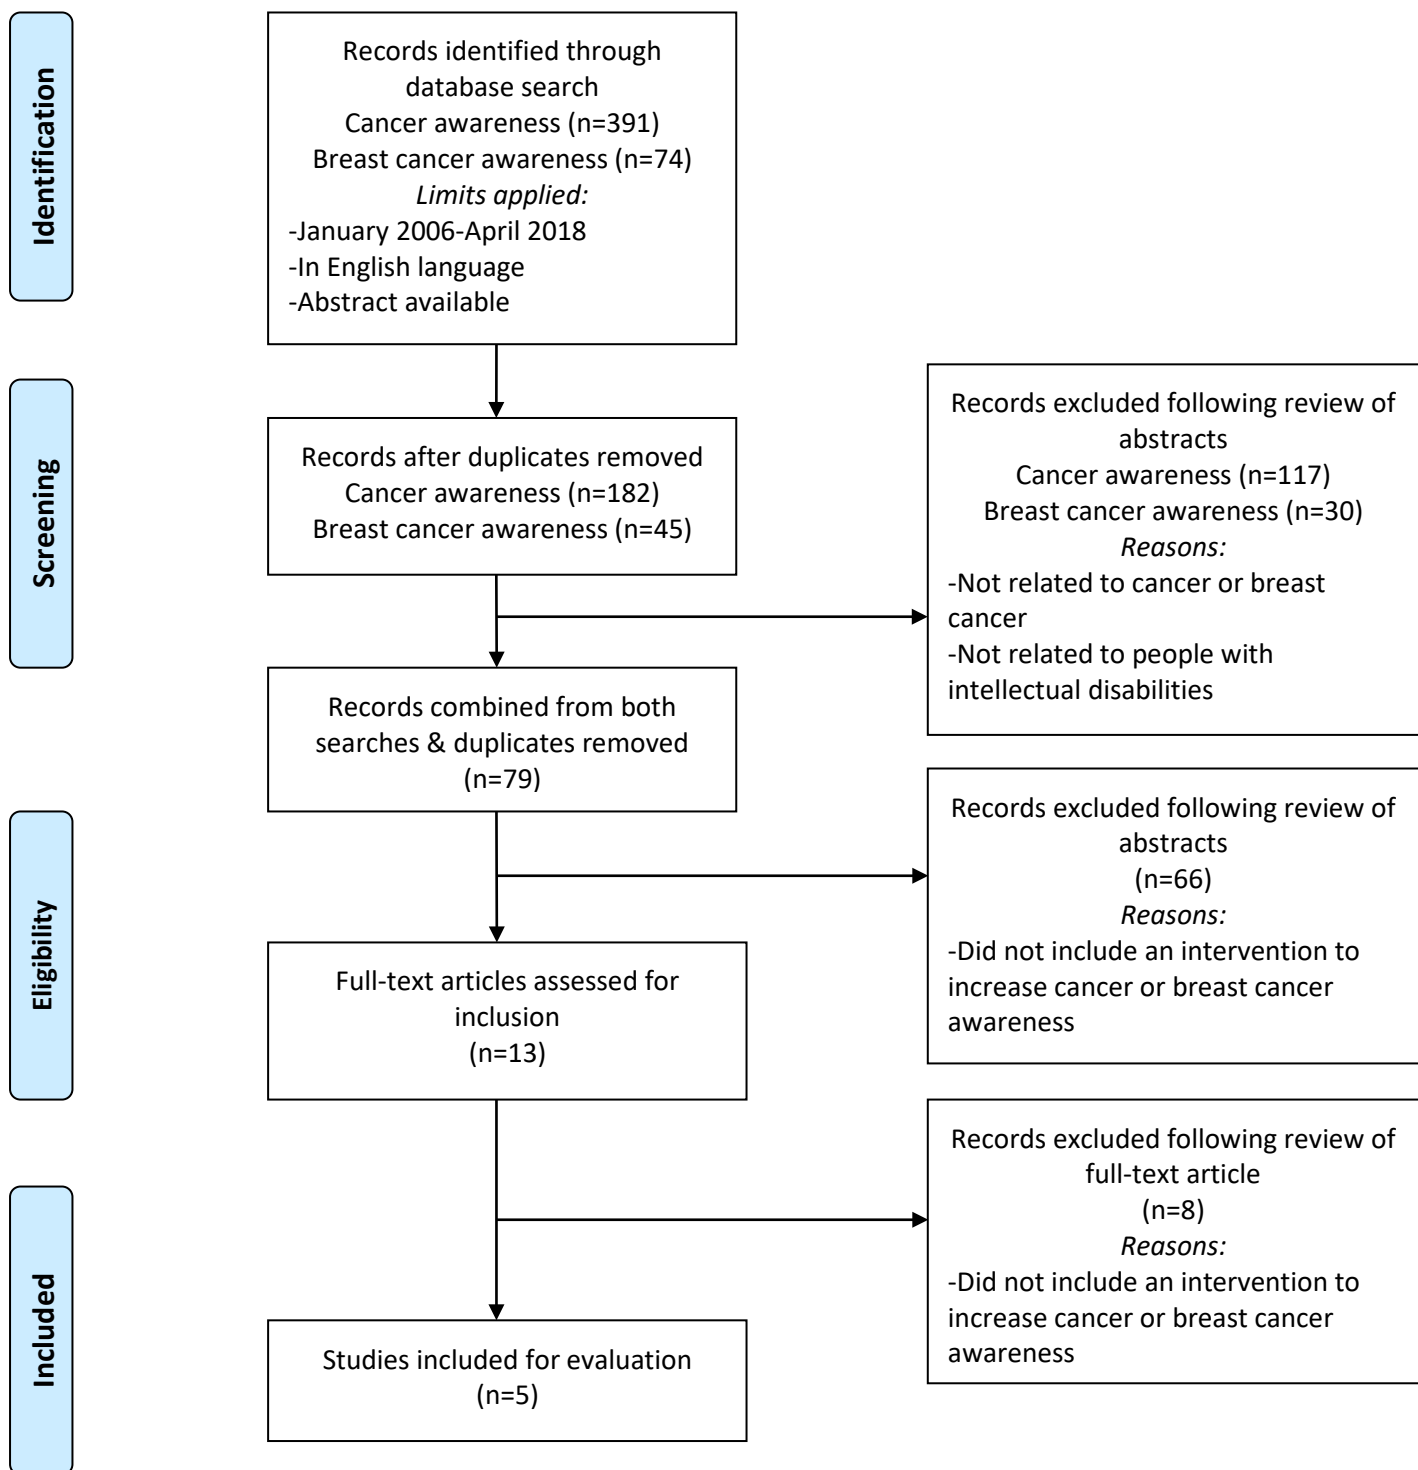 Identification
Records identified through
database search
Cancer awareness (n=391)
Breast cancer awareness (n=74)
Limits applied:
-January 2006-April 2018
-In English language
-Abstract available
Screening
Records after duplicates removed
Cancer awareness (n=182)
Breast cancer awareness (n=45)
Records excluded following review of
abstracts
Cancer awareness (n=117)
Breast cancer awareness (n=30)
Reasons:
-Not related to cancer or breast
cancer
-Not related to people with
intellectual disabilities
Records combined from both
searches & duplicates removed
(n=79)
Eligibility
Records excluded following review of
abstracts
(n=66)
Reasons:
-Did not include an intervention to
increase cancer or breast cancer
awareness
Full-text articles assessed for
inclusion
(n=13)
Included
Records excluded following review of
full-text article
(n=8)
Reasons:
-Did not include an intervention to
increase cancer or breast cancer
awareness
Studies included for evaluation
(n=5)